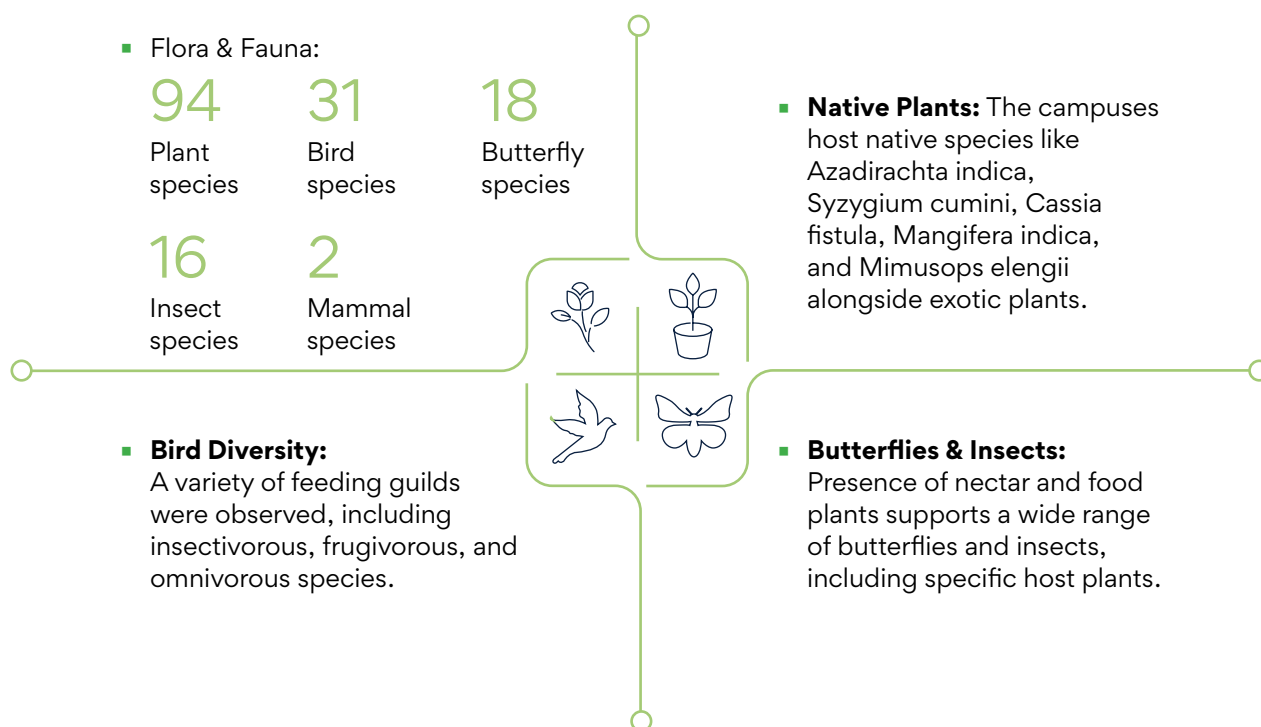 Flora & Fauna:
94
Plant
species
31
Bird
species
18
Butterfly
species
16
Insect
species
2
Mammal
species
Native Plants: The campuses
host native species like
Azadirachta indica,
Syzygium cumini, Cassia
fistula, Mangifera indica,
and Mimusops elengii
alongside exotic plants.
Bird Diversity:
A variety of feeding guilds
were observed, including
insectivorous, frugivorous, and
omnivorous species.
Butterflies & Insects:
Presence of nectar and food
plants supports a wide range
of butterflies and insects,
including specific host plants.